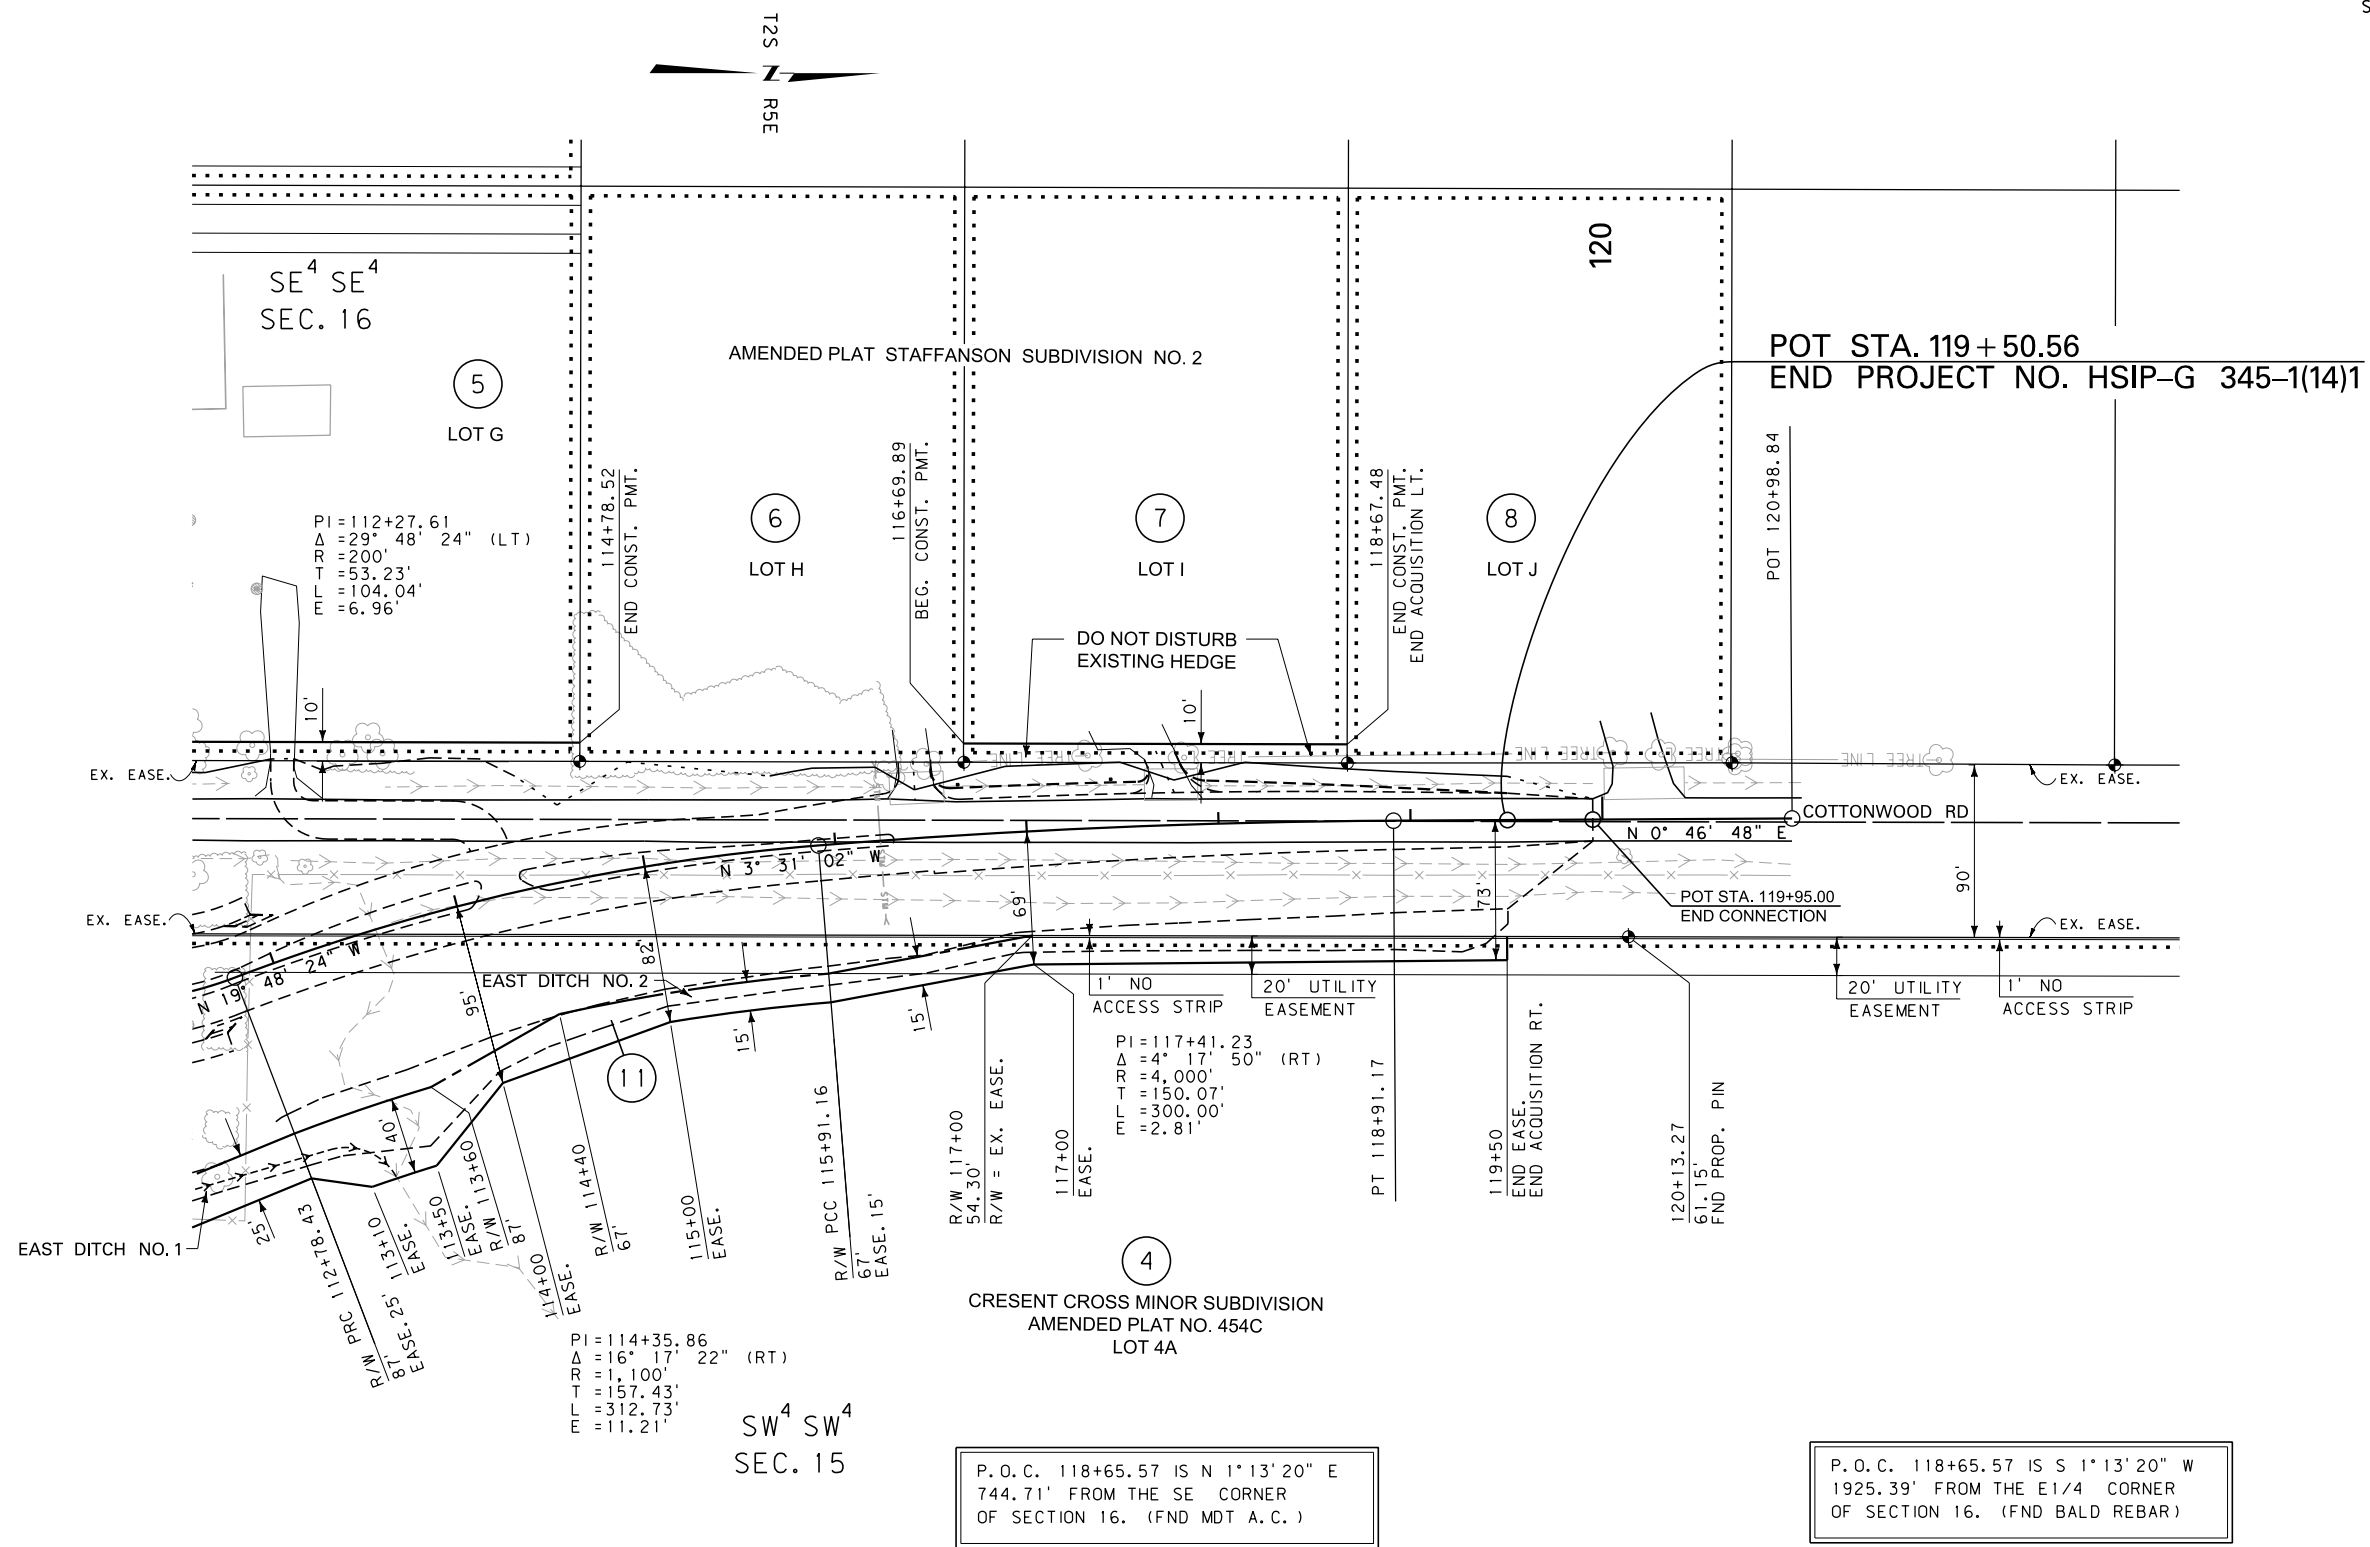 S
T2S
Z
R5E
SE⁴ SE⁴
SEC. 16
5
LOT G
PI=112+27.61
Δ =29° 48' 24" (LT)
R =200'
T =53.23'
L =104.04'
E =6.96'
114+78.52
END CONST. PMT.
AMENDED PLAT STAFFANSON SUBDIVISION NO. 2
6
LOT H
116+69.89
BEG. CONST. PMT.
7
LOT I
118+67.48
END CONST. PMT.
END ACQUISITION LT.
8
LOT J
120
POT STA. 119+50.56
END PROJECT NO. HSIP–G 345–1(14)1
POT 120+98.84
DO NOT DISTURB
EXISTING HEDGE
10'
10'
TREE LINE
TREE LINE
TREE LINE
TREE LINE
EX. EASE.
EX. EASE.
COTTONWOOD RD
N 0° 46' 48" E
N 3° 31' 02" W
N 19° 48' 24" W
POT STA. 119+95.00
END CONNECTION
90'
EX. EASE.
EX. EASE.
69'
73'
82'
95'
EAST DITCH NO. 2
1' NO
ACCESS STRIP
20' UTILITY
EASEMENT
20' UTILITY
EASEMENT
1' NO
ACCESS STRIP
15'
15'
11
40'
25'
EAST DITCH NO. 1
R/W PRC 112+78.43
87'
EASE. 25'
113+10
EASE.
113+50
EASE.
R/W 113+60
87'
114+00
EASE.
R/W 114+40
67'
115+00
EASE.
R/W PCC 115+91.16
67'
EASE. 15'
R/W 117+00
54.30'
R/W = EX. EASE.
117+00
EASE.
PI=117+41.23
Δ =4° 17' 50" (RT)
R =4,000'
T =150.07'
L =300.00'
E =2.81'
PT 118+91.17
119+50
END EASE.
END ACQUISITION RT.
120+13.27
61.15'
FND PROP. PIN
4
CRESENT CROSS MINOR SUBDIVISION
AMENDED PLAT NO. 454C
LOT 4A
PI=114+35.86
Δ =16° 17' 22" (RT)
R =1,100'
T =157.43'
L =312.73'
E =11.21'
SW⁴ SW⁴
SEC. 15
P.O.C. 118+65.57 IS N 1°13'20" E
744.71' FROM THE SE CORNER
OF SECTION 16. (FND MDT A.C.)
P.O.C. 118+65.57 IS S 1°13'20" W
1925.39' FROM THE E1/4 CORNER
OF SECTION 16. (FND BALD REBAR)